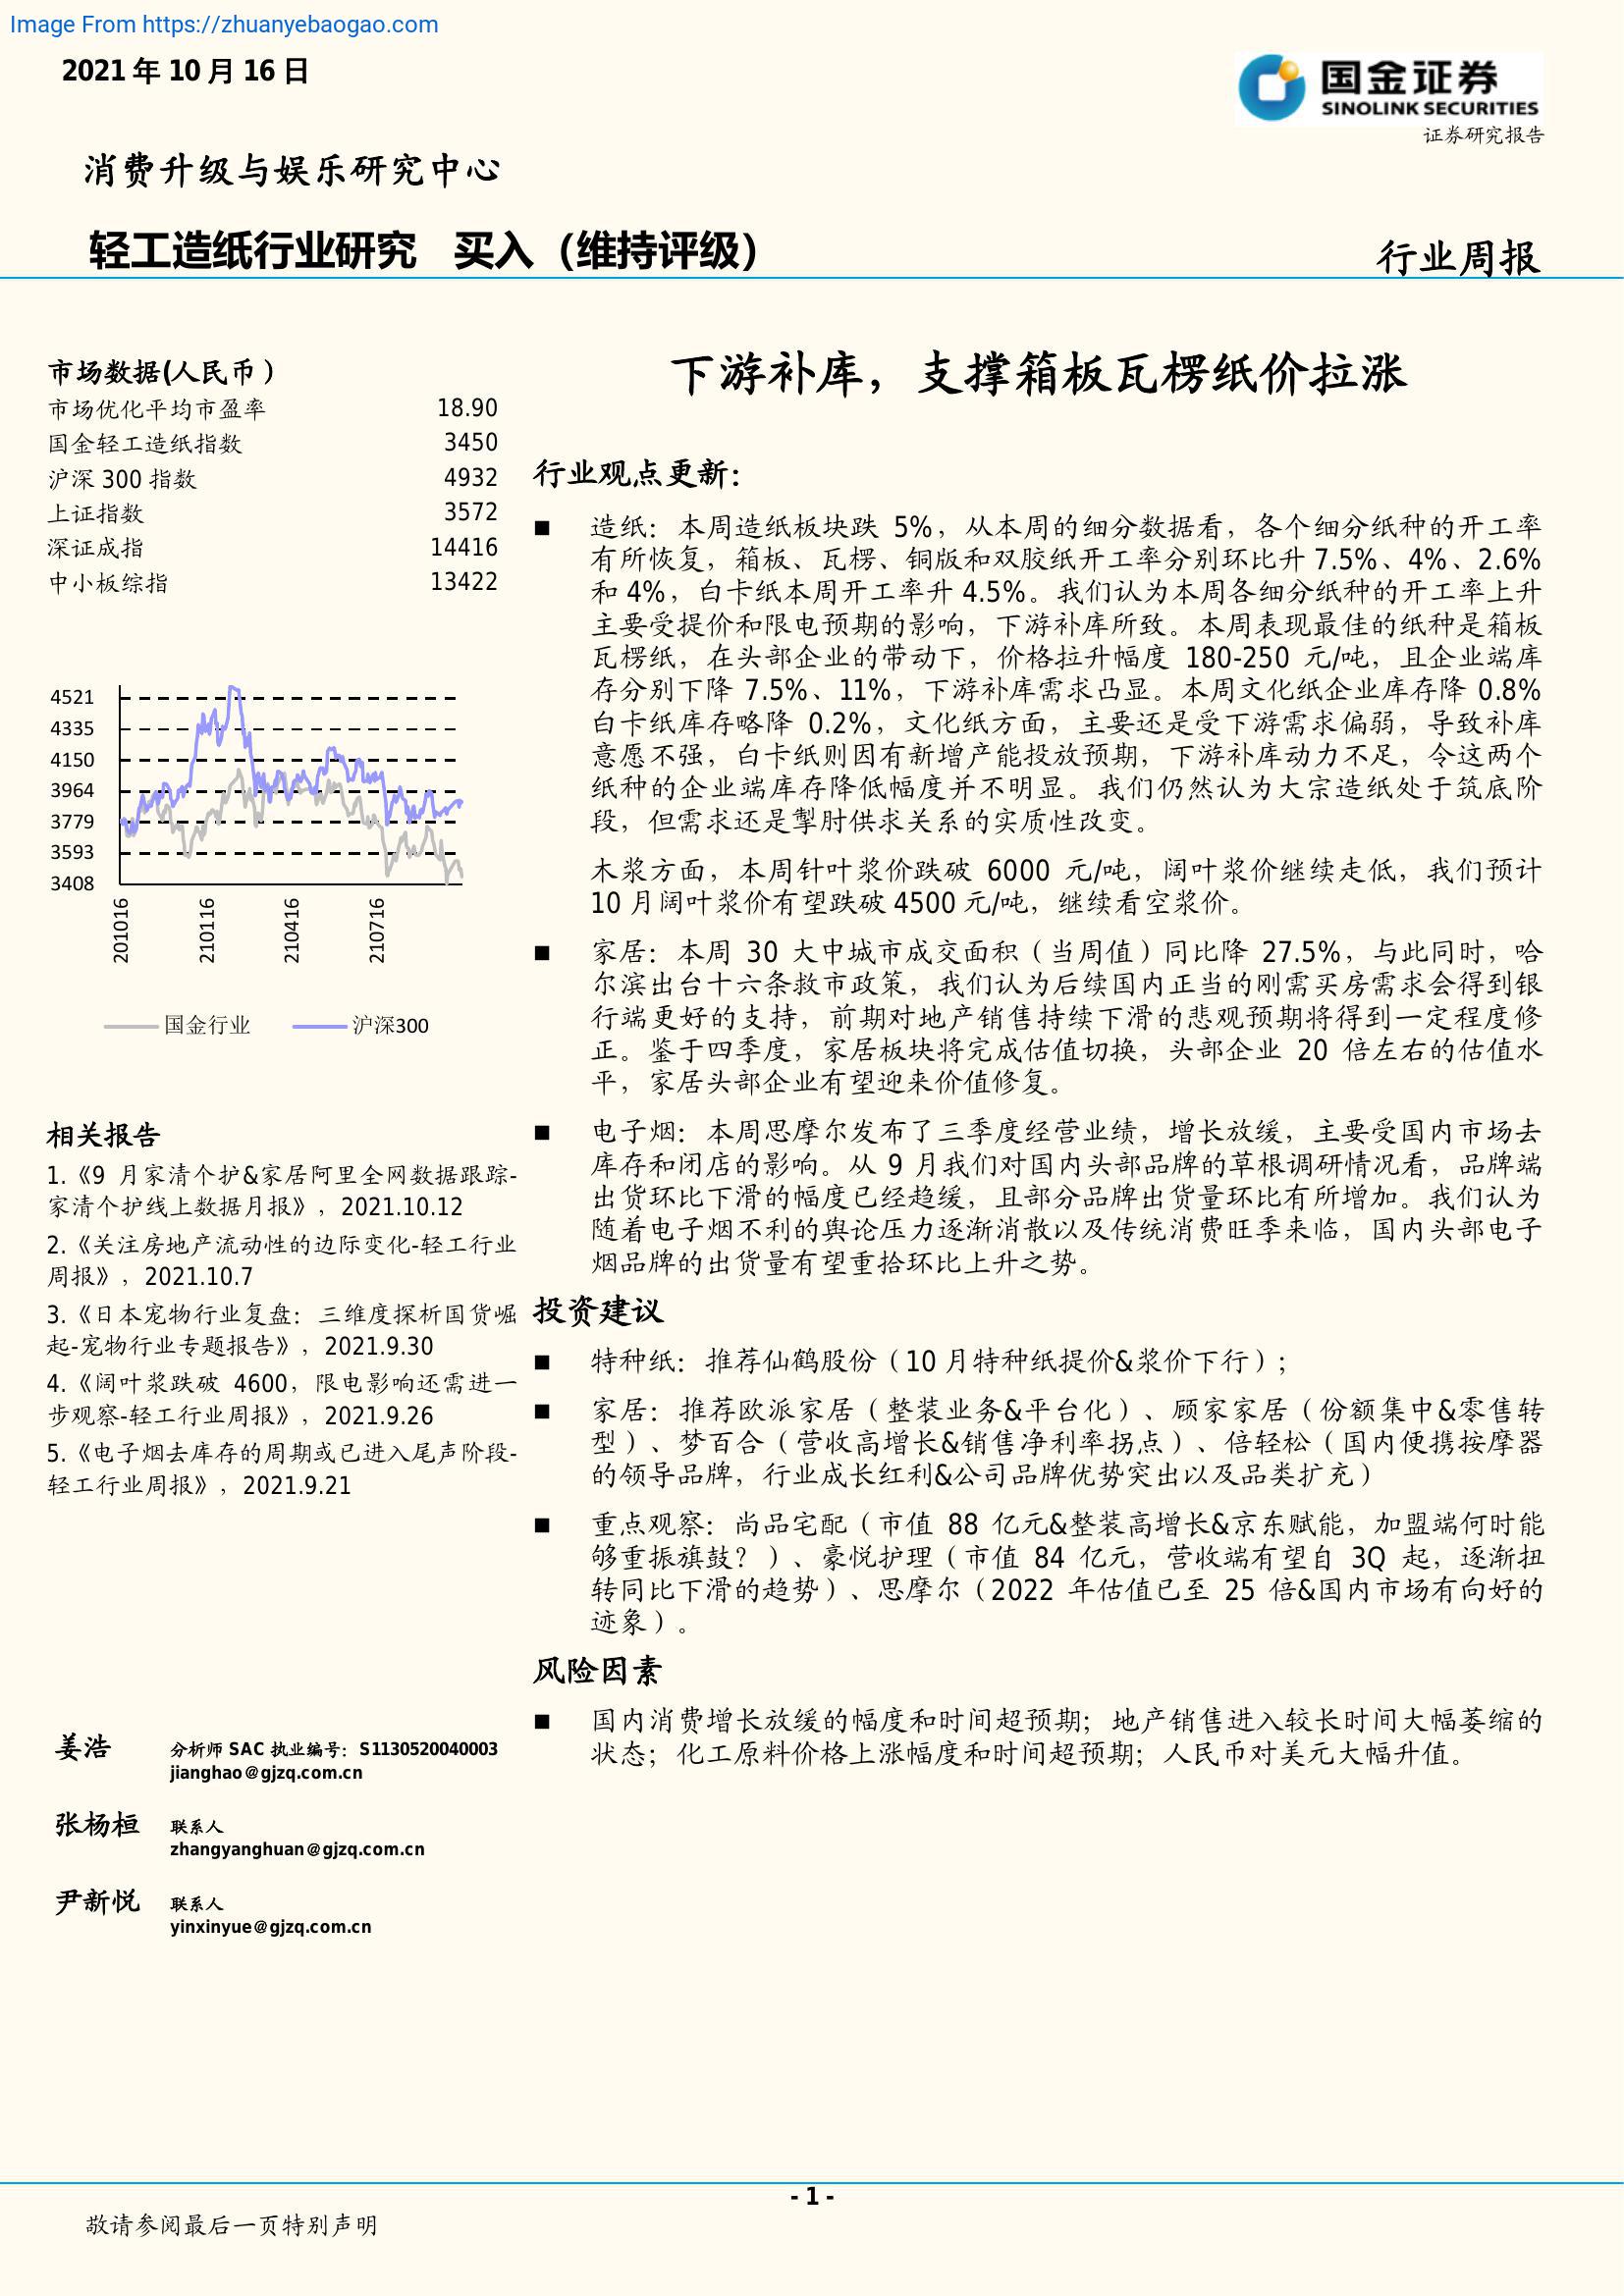 Image From https://zhuanyebaogao.com
2021 年 10 月 16 日
国金证券
SINOLINK SECURITIES
证券研究报告
消费升级与娱乐研究中心
轻工造纸行业研究 买入（维持评级）
行业周报
市场数据(人民币）
市场优化平均市盈率 18.90
国金轻工造纸指数 3450
沪深 300 指数 4932
上证指数 3572
深证成指 14416
中小板综指 13422
4521
4335
4150
3964
3779
3593
3408
201016
210116
210416
210716
国金行业 沪深300
相关报告
1.《9 月家清个护&家居阿里全网数据跟踪-
家清个护线上数据月报》，2021.10.12
2.《关注房地产流动性的边际变化-轻工行业
周报》，2021.10.7
3.《日本宠物行业复盘：三维度探析国货崛
起-宠物行业专题报告》，2021.9.30
4.《阔叶浆跌破 4600，限电影响还需进一
步观察-轻工行业周报》，2021.9.26
5.《电子烟去库存的周期或已进入尾声阶段-
轻工行业周报》，2021.9.21
姜浩 分析师 SAC 执业编号：S1130520040003
jianghao@gjzq.com.cn
张杨桓 联系人
zhangyanghuan@gjzq.com.cn
尹新悦 联系人
yinxinyue@gjzq.com.cn
下游补库，支撑箱板瓦楞纸价拉涨
行业观点更新：
■ 造纸：本周造纸板块跌 5%，从本周的细分数据看，各个细分纸种的开工率
有所恢复，箱板、瓦楞、铜版和双胶纸开工率分别环比升 7.5%、4%、2.6%
和 4%，白卡纸本周开工率升 4.5%。我们认为本周各细分纸种的开工率上升
主要受提价和限电预期的影响，下游补库所致。本周表现最佳的纸种是箱板
瓦楞纸，在头部企业的带动下，价格拉升幅度 180-250 元/吨，且企业端库
存分别下降 7.5%、11%，下游补库需求凸显。本周文化纸企业库存降 0.8%
白卡纸库存略降 0.2%，文化纸方面，主要还是受下游需求偏弱，导致补库
意愿不强，白卡纸则因有新增产能投放预期，下游补库动力不足，令这两个
纸种的企业端库存降低幅度并不明显。我们仍然认为大宗造纸处于筑底阶
段，但需求还是掣肘供求关系的实质性改变。
木浆方面，本周针叶浆价跌破 6000 元/吨，阔叶浆价继续走低，我们预计
10 月阔叶浆价有望跌破 4500 元/吨，继续看空浆价。
■ 家居：本周 30 大中城市成交面积（当周值）同比降 27.5%，与此同时，哈
尔滨出台十六条救市政策，我们认为后续国内正当的刚需买房需求会得到银
行端更好的支持，前期对地产销售持续下滑的悲观预期将得到一定程度修
正。鉴于四季度，家居板块将完成估值切换，头部企业 20 倍左右的估值水
平，家居头部企业有望迎来价值修复。
■ 电子烟：本周思摩尔发布了三季度经营业绩，增长放缓，主要受国内市场去
库存和闭店的影响。从 9 月我们对国内头部品牌的草根调研情况看，品牌端
出货环比下滑的幅度已经趋缓，且部分品牌出货量环比有所增加。我们认为
随着电子烟不利的舆论压力逐渐消散以及传统消费旺季来临，国内头部电子
烟品牌的出货量有望重拾环比上升之势。
投资建议
■ 特种纸：推荐仙鹤股份（10 月特种纸提价&浆价下行）；
■ 家居：推荐欧派家居（整装业务&平台化）、顾家家居（份额集中&零售转
型）、梦百合（营收高增长&销售净利率拐点）、倍轻松（国内便携按摩器
的领导品牌，行业成长红利&公司品牌优势突出以及品类扩充）
■ 重点观察：尚品宅配（市值 88 亿元&整装高增长&京东赋能，加盟端何时能
够重振旗鼓？）、豪悦护理（市值 84 亿元，营收端有望自 3Q 起，逐渐扭
转同比下滑的趋势）、思摩尔（2022 年估值已至 25 倍&国内市场有向好的
迹象）。
风险因素
■ 国内消费增长放缓的幅度和时间超预期；地产销售进入较长时间大幅萎缩的
状态；化工原料价格上涨幅度和时间超预期；人民币对美元大幅升值。
- 1 -
敬请参阅最后一页特别声明